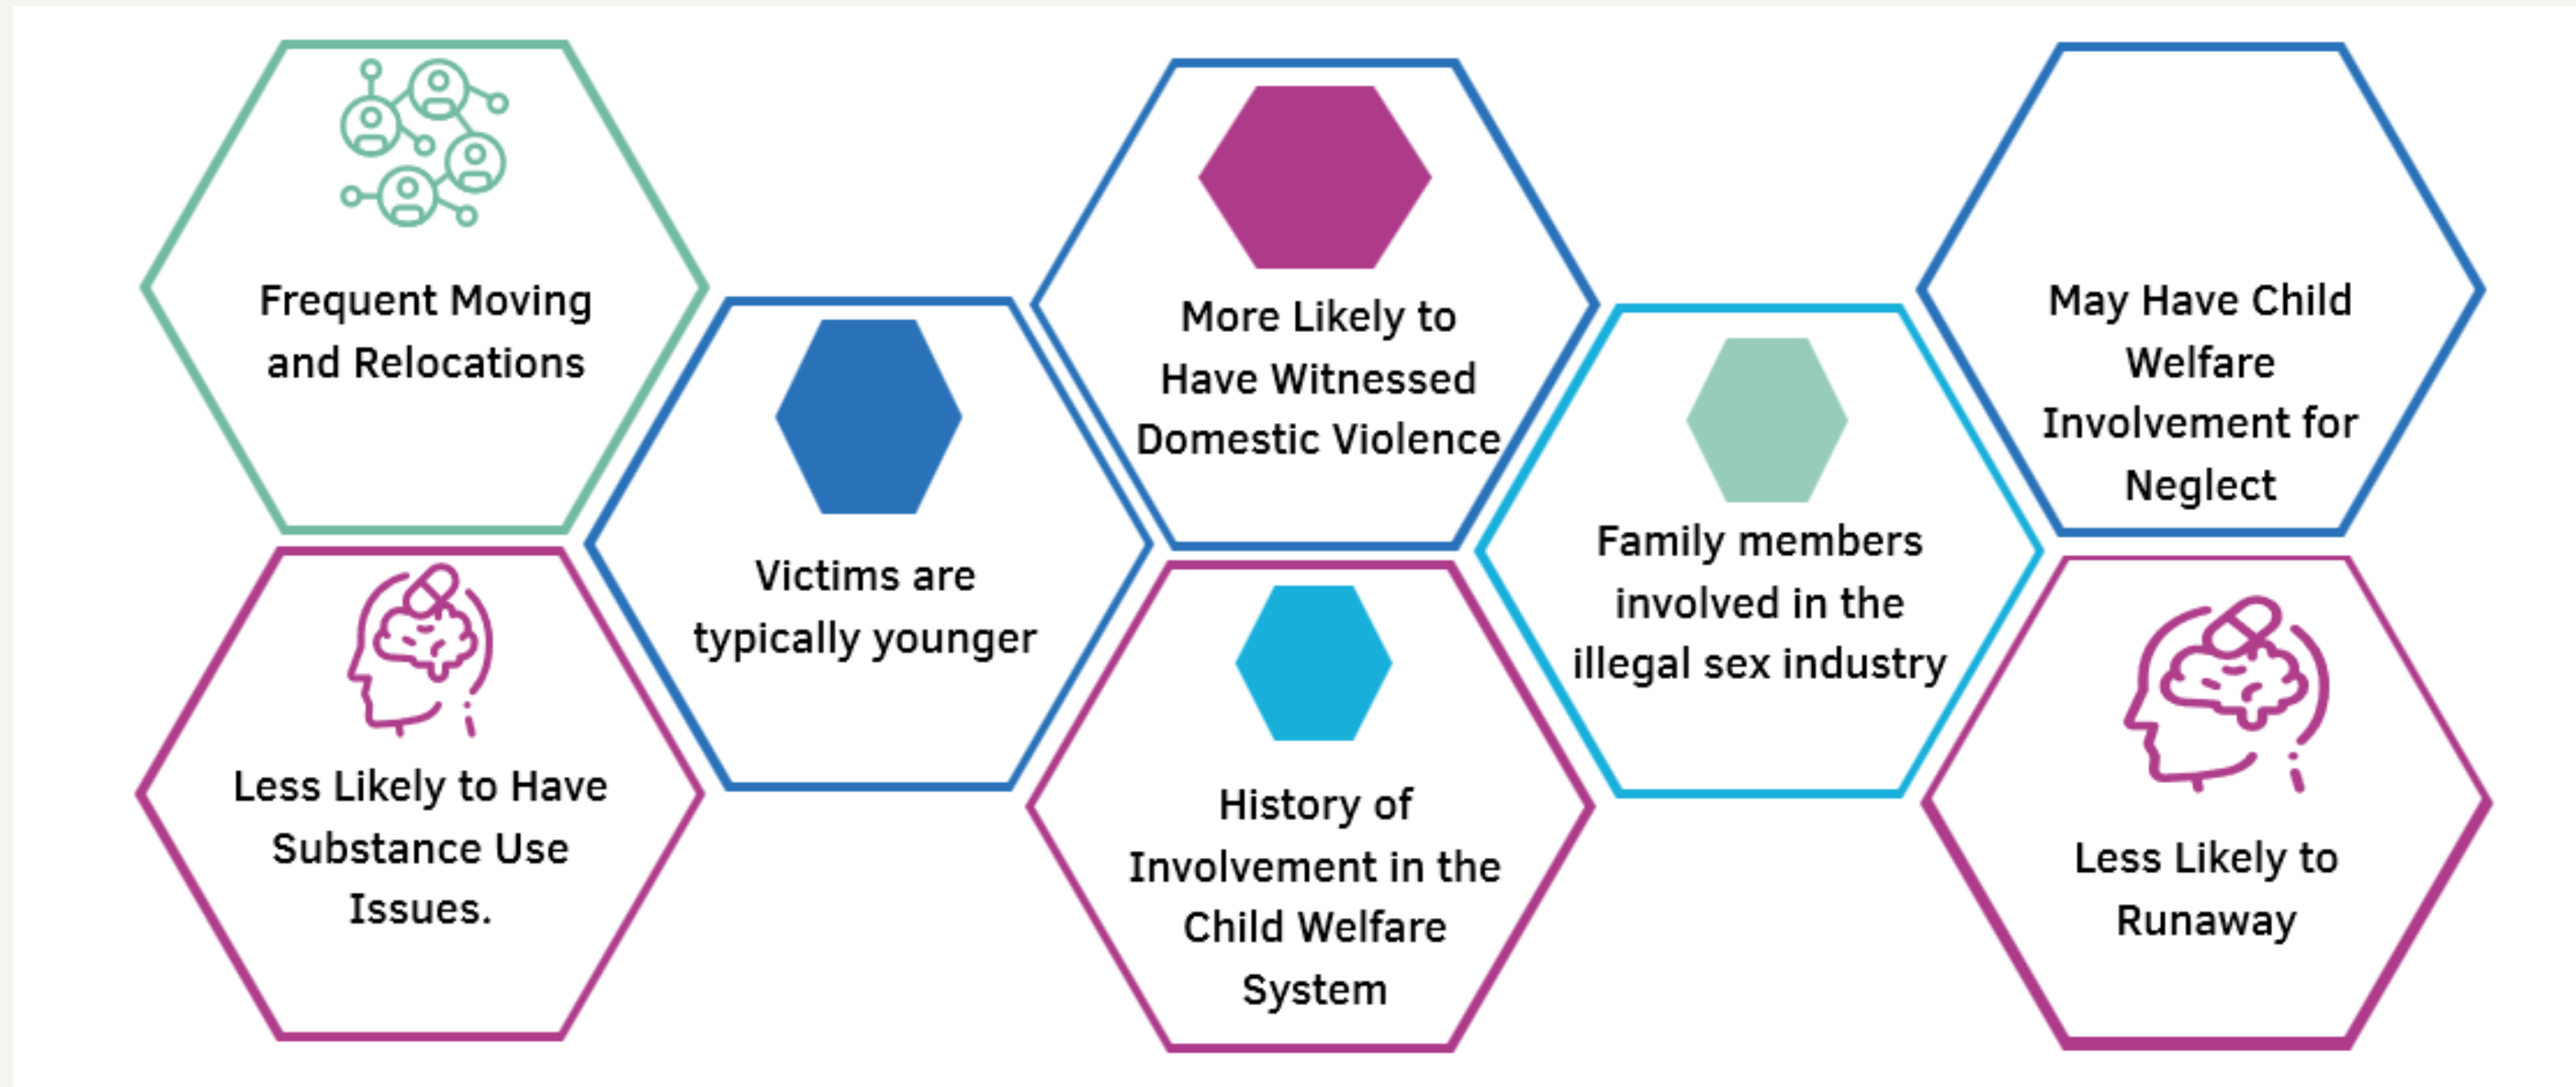 Frequent Moving
and Relocations
Less Likely to Have
Substance Use
Issues.
Victims are
typically younger
More Likely to
Have Witnessed
Domestic Violence
History of
Involvement in the
Child Welfare
System
Family members
involved in the
illegal sex industry
May Have Child
Welfare
Involvement for
Neglect
Less Likely to
Runaway